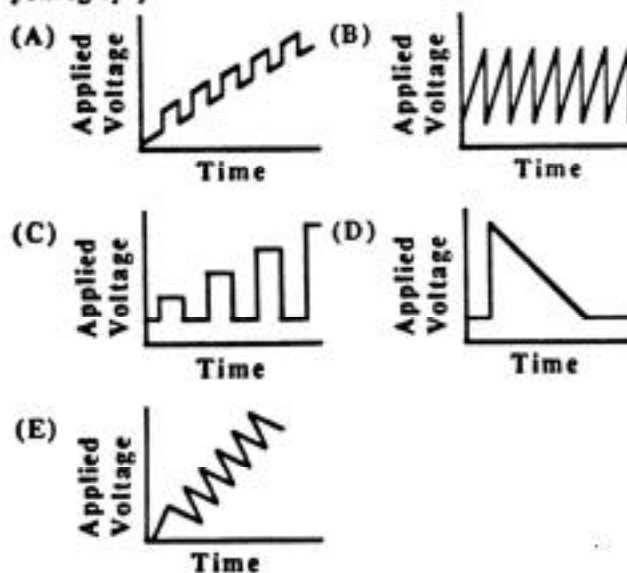 (A) Applied Voltage Time
(B) Applied Voltage Time
(C) Applied Voltage Time
(D) Applied Voltage Time
(E) Applied Voltage Time